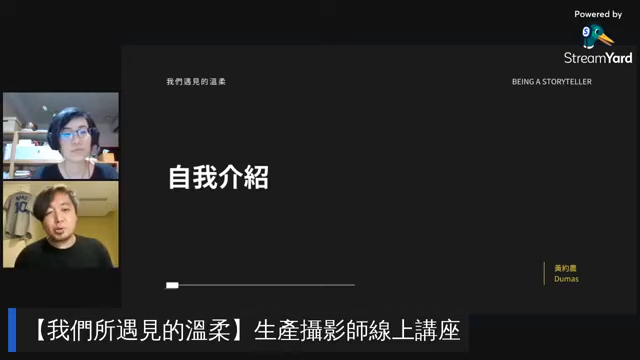 Powered by
StreamYard
我們遇見的溫柔
BEING A STORYTELLER
自我介紹
黃約農
Dumas
【我們所遇見的溫柔】生產攝影師線上講座